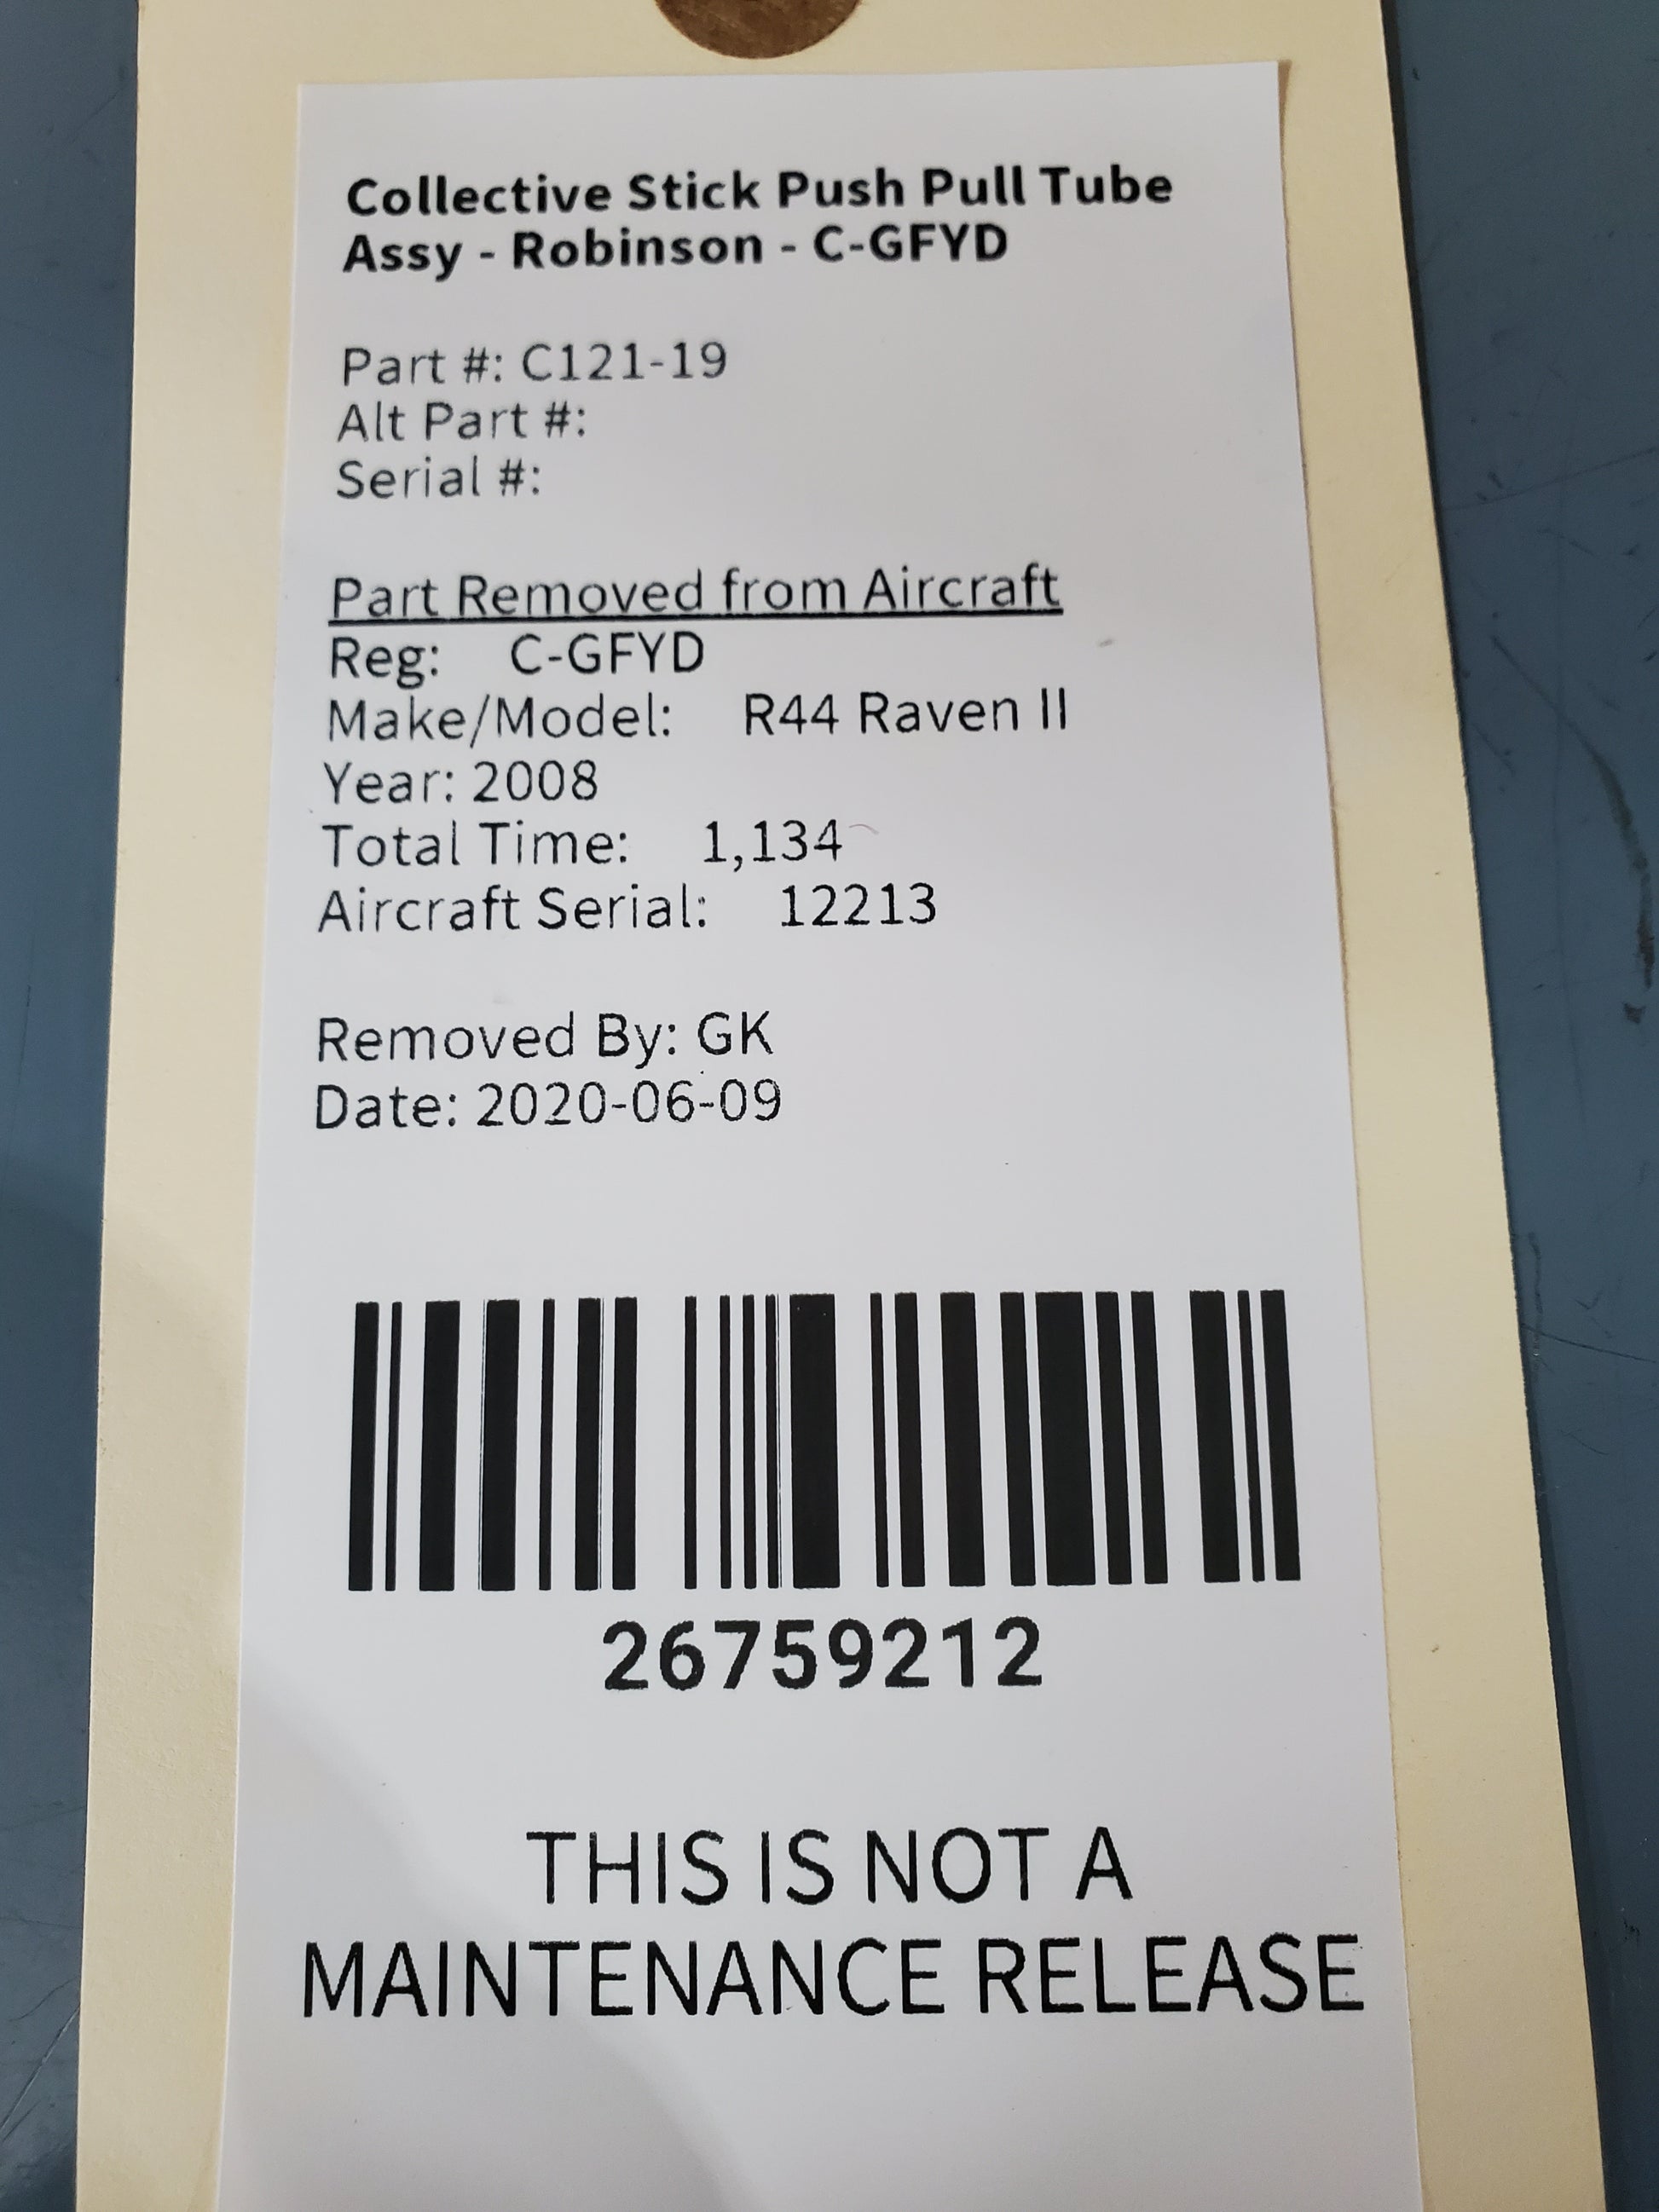 Collective Stick Push Pull Tube
Assy - Robinson - C-GFYD
Part #: C121-19
Alt Part #:
Serial #:
Part Removed from Aircraft
Reg: C-GFYD
Make/Model: R44 Raven II
Year: 2008
Total Time: 1,134
Aircraft Serial: 12213
Removed By: GK
Date: 2020-06-09
26759212
THIS IS NOT A
MAINTENANCE RELEASE